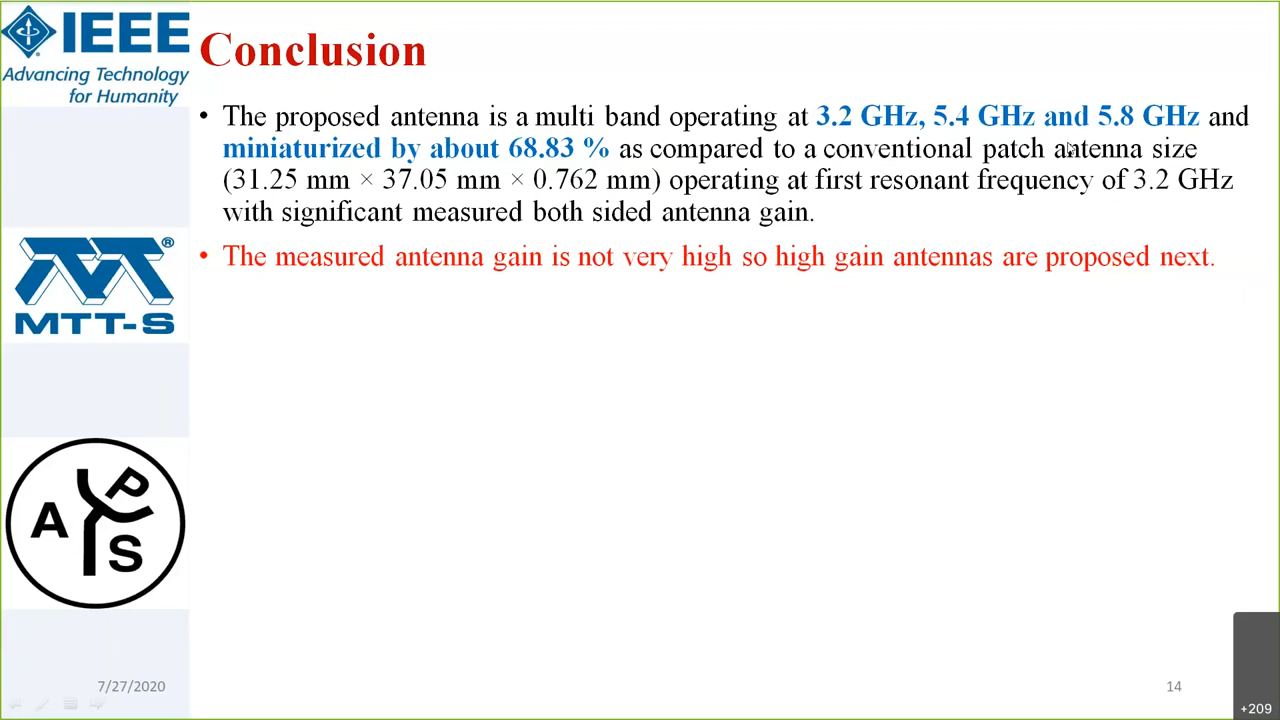 IEEE
Advancing Technology
for Humanity
Conclusion
• The proposed antenna is a multi band operating at 3.2 GHz, 5.4 GHz and 5.8 GHz and
miniaturized by about 68.83 % as compared to a conventional patch antenna size
(31.25 mm × 37.05 mm × 0.762 mm) operating at first resonant frequency of 3.2 GHz
with significant measured both sided antenna gain.
• The measured antenna gain is not very high so high gain antennas are proposed next.
®
MTT-S
A P S
7/27/2020
14
+209